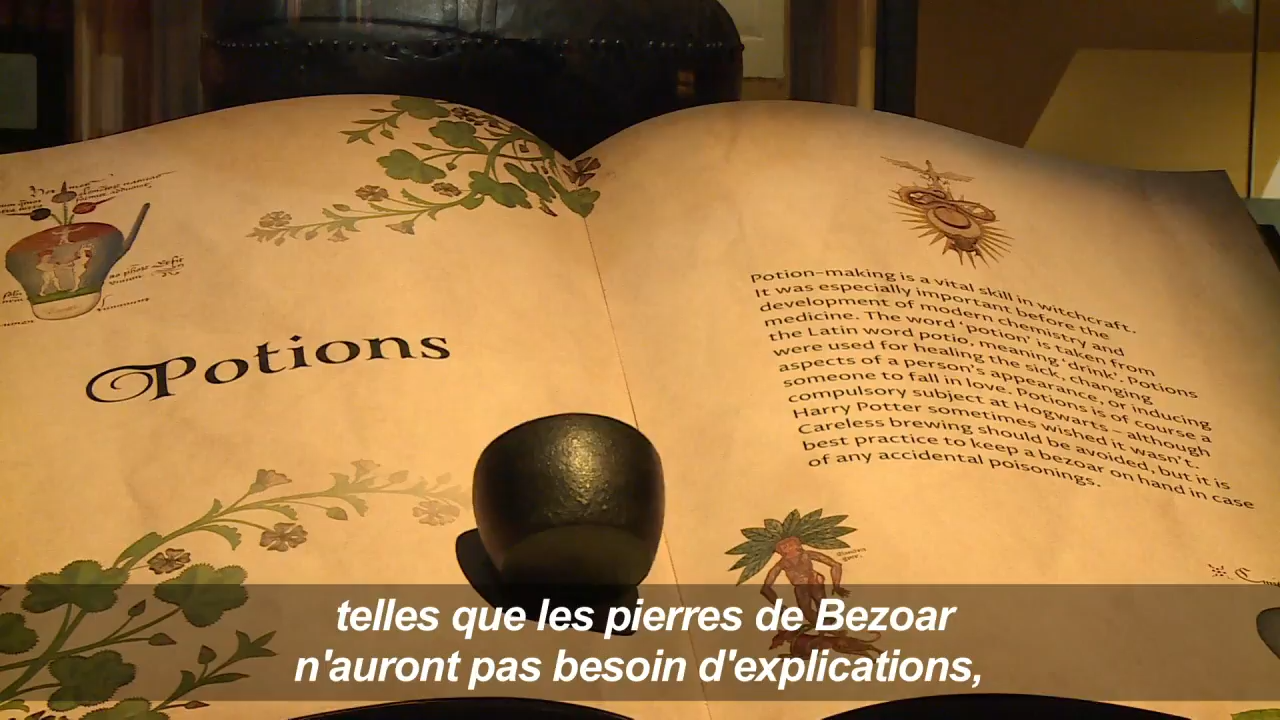 Potions
Potion-making is a vital skill in witchcraft.
It was especially important before the
development of modern chemistry and
medicine. The word 'potion' is taken from
the Latin word potio, meaning 'drink'. Potions
were used for healing the sick, changing
aspects of a person's appearance, or inducing
someone to fall in love. Potions is of course a
compulsory subject at Hogwarts – although
Harry Potter sometimes wished it wasn't.
Careless brewing should be avoided, but it is
best practice to keep a bezoar on hand in case
of any accidental poisonings.
telles que les pierres de Bezoar
n'auront pas besoin d'explications,